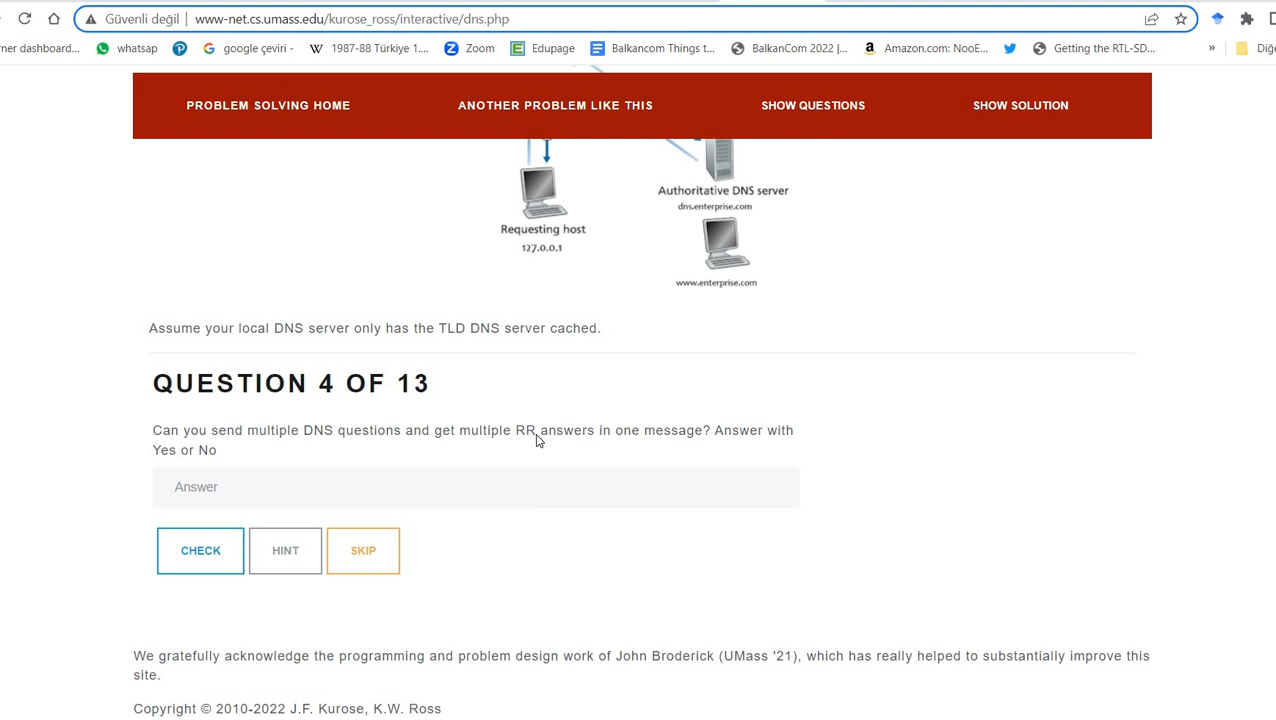 Güvenli değil
www-net.cs.umass.edu/kurose_ross/interactive/dns.php
rner dashboard...
whatsap
google çeviri -
1987-88 Türkiye 1....
Zoom
Edupage
Balkancom Things t...
BalkanCom 2022 |...
Amazon.com: NooE...
Getting the RTL-SD...
»
Diğe
PROBLEM SOLVING HOME
ANOTHER PROBLEM LIKE THIS
SHOW QUESTIONS
SHOW SOLUTION
Authoritative DNS server
dns.enterprise.com
Requesting host
127.0.0.1
www.enterprise.com
Assume your local DNS server only has the TLD DNS server cached.
QUESTION 4 OF 13
Can you send multiple DNS questions and get multiple RR answers in one message? Answer with
Yes or No
Answer
CHECK
HINT
SKIP
We gratefully acknowledge the programming and problem design work of John Broderick (UMass '21), which has really helped to substantially improve this
site.
Copyright © 2010-2022 J.F. Kurose, K.W. Ross